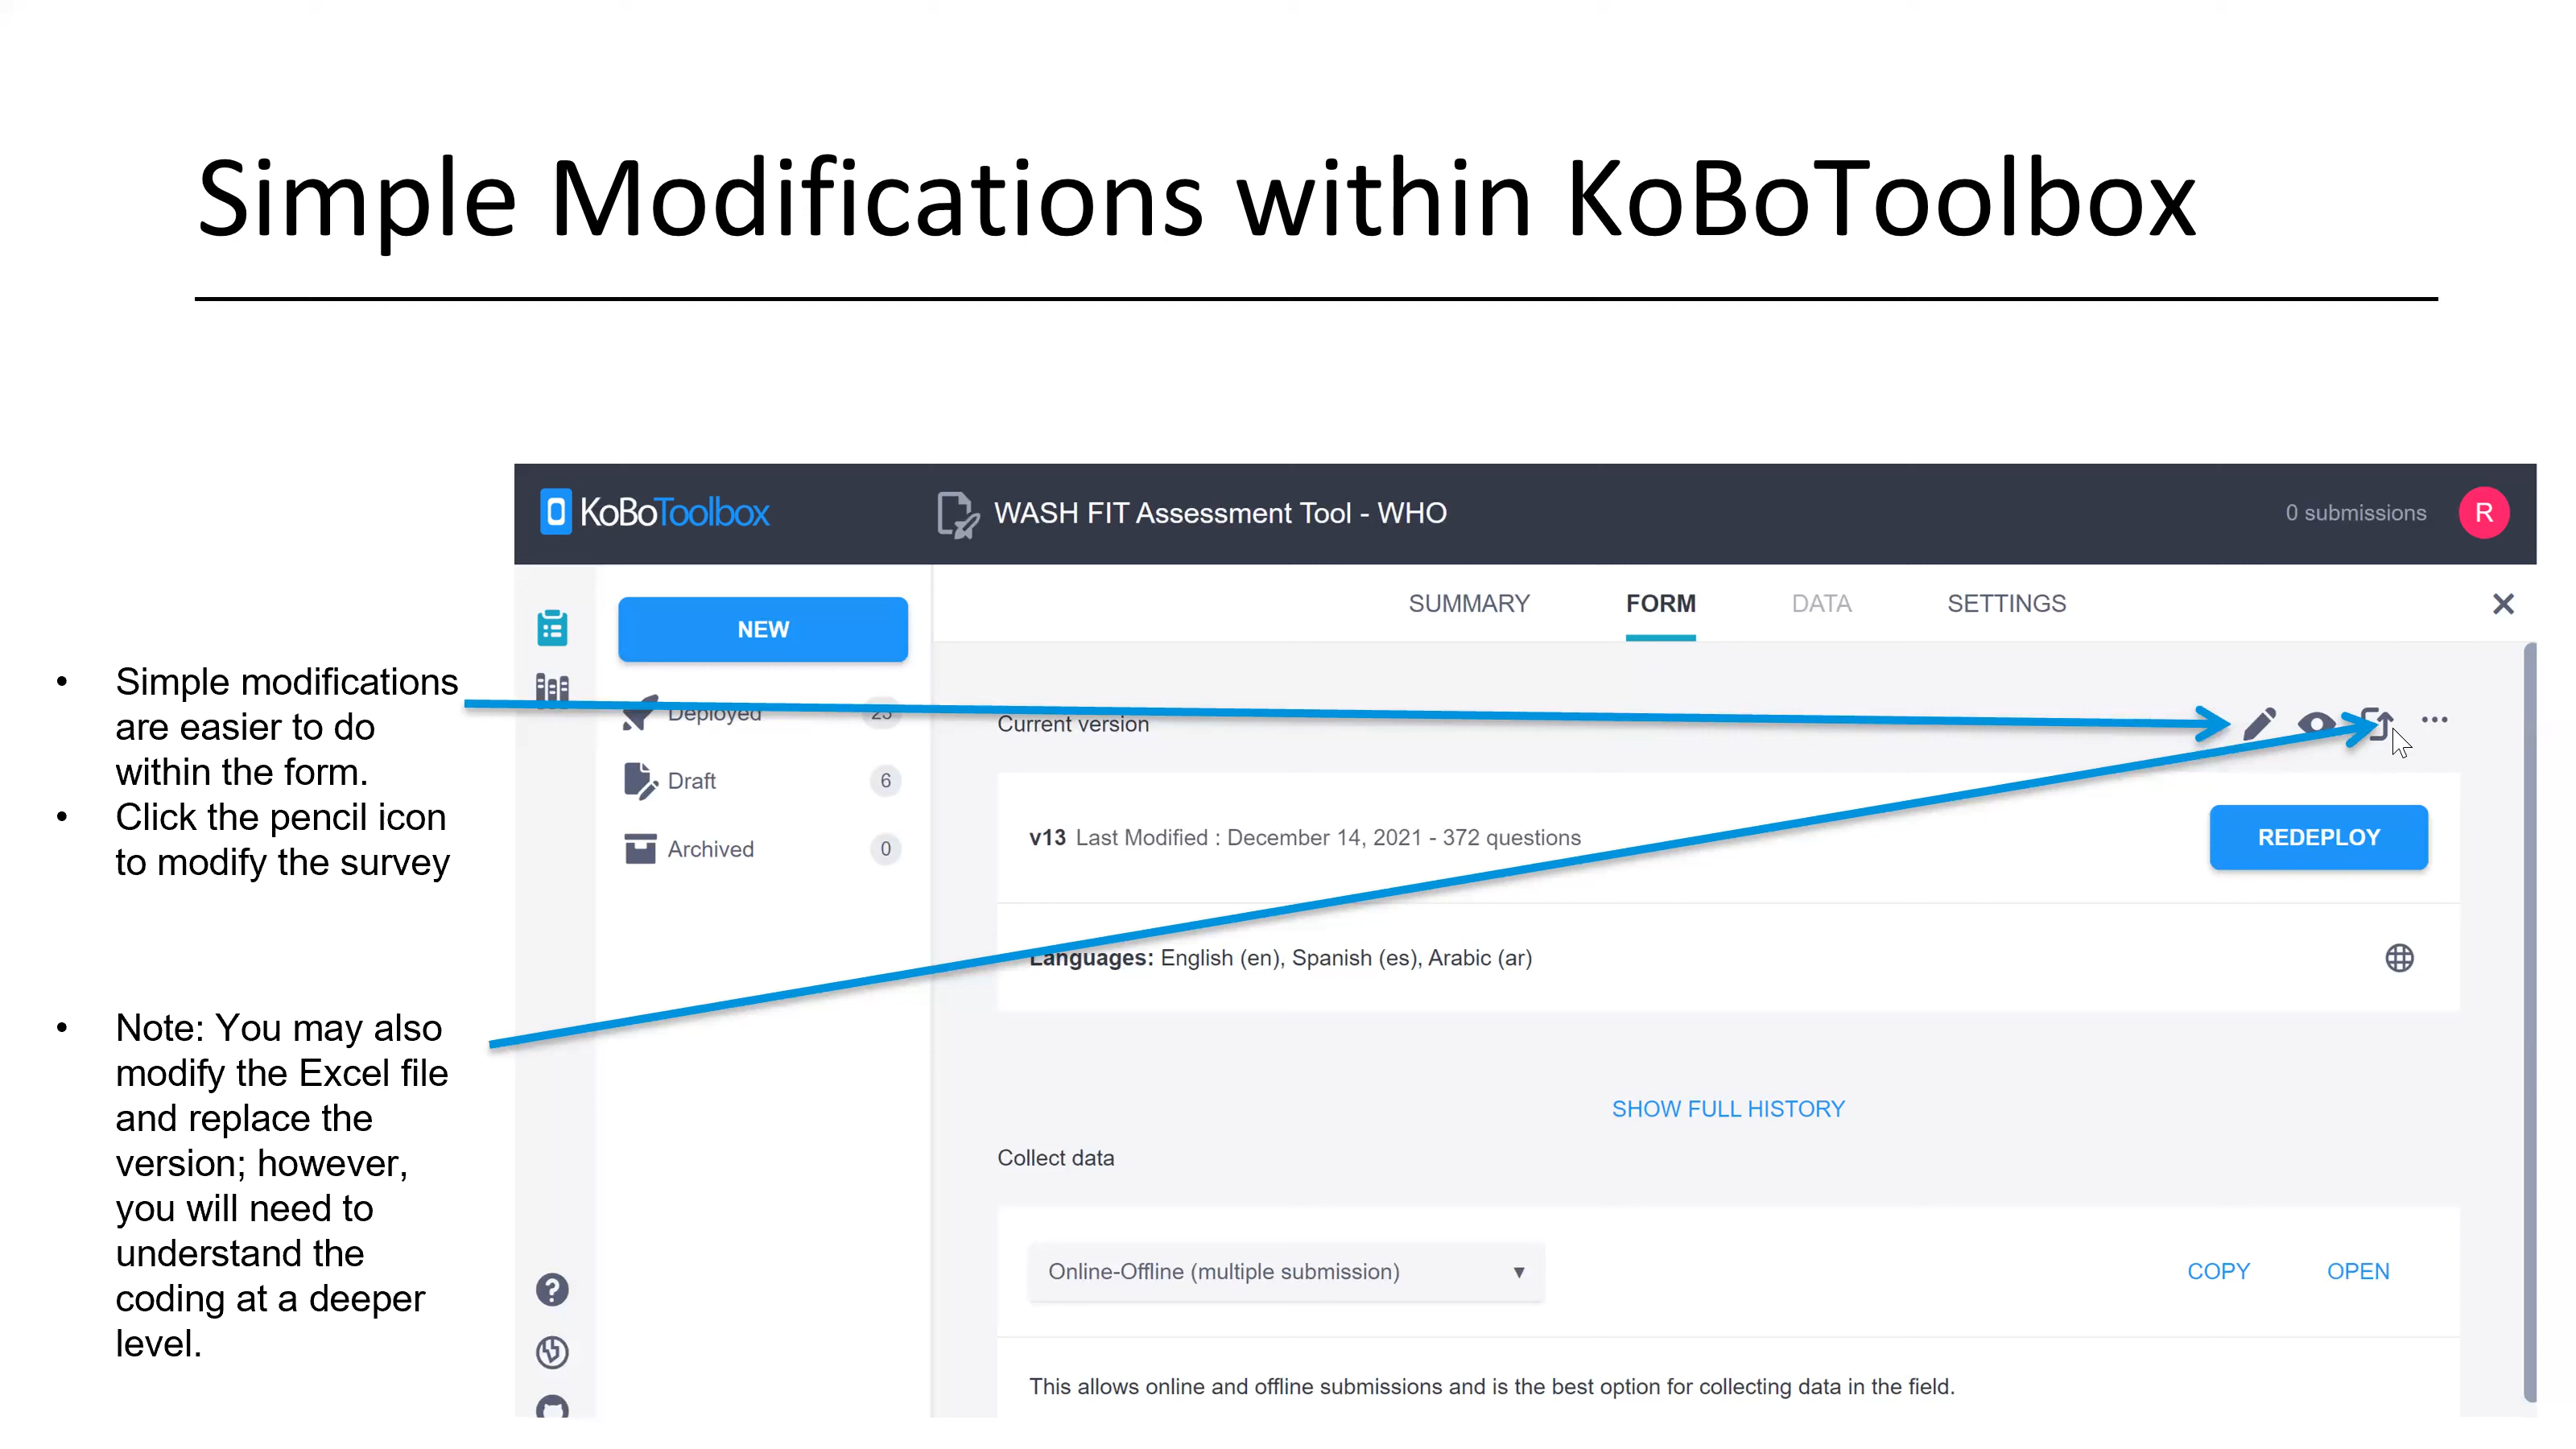 Simple Modifications within KoBoToolbox
• Simple modifications
are easier to do
within the form.
• Click the pencil icon
to modify the survey
• Note: You may also
modify the Excel file
and replace the
version; however,
you will need to
understand the
coding at a deeper
level.
KoBoToolbox
WASH FIT Assessment Tool - WHO
0 submissions
R
NEW
Deployed
Draft 6
Archived 0
SUMMARY FORM DATA SETTINGS
Current version
v13 Last Modified : December 14, 2021 - 372 questions
REDEPLOY
Languages: English (en), Spanish (es), Arabic (ar)
SHOW FULL HISTORY
Collect data
Online-Offline (multiple submission)
COPY OPEN
This allows online and offline submissions and is the best option for collecting data in the field.